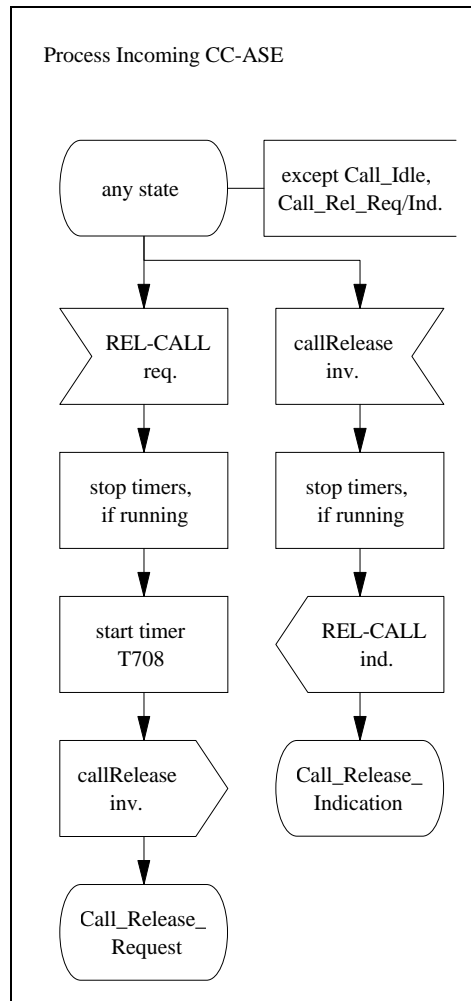 Process Incoming CC-ASE
any state
except Call_Idle,
Call_Rel_Req/Ind.
REL-CALL
req.
callRelease
inv.
stop timers,
if running
stop timers,
if running
start timer
T708
REL-CALL
ind.
callRelease
inv.
Call_Release_
Indication
Call_Release_
Request